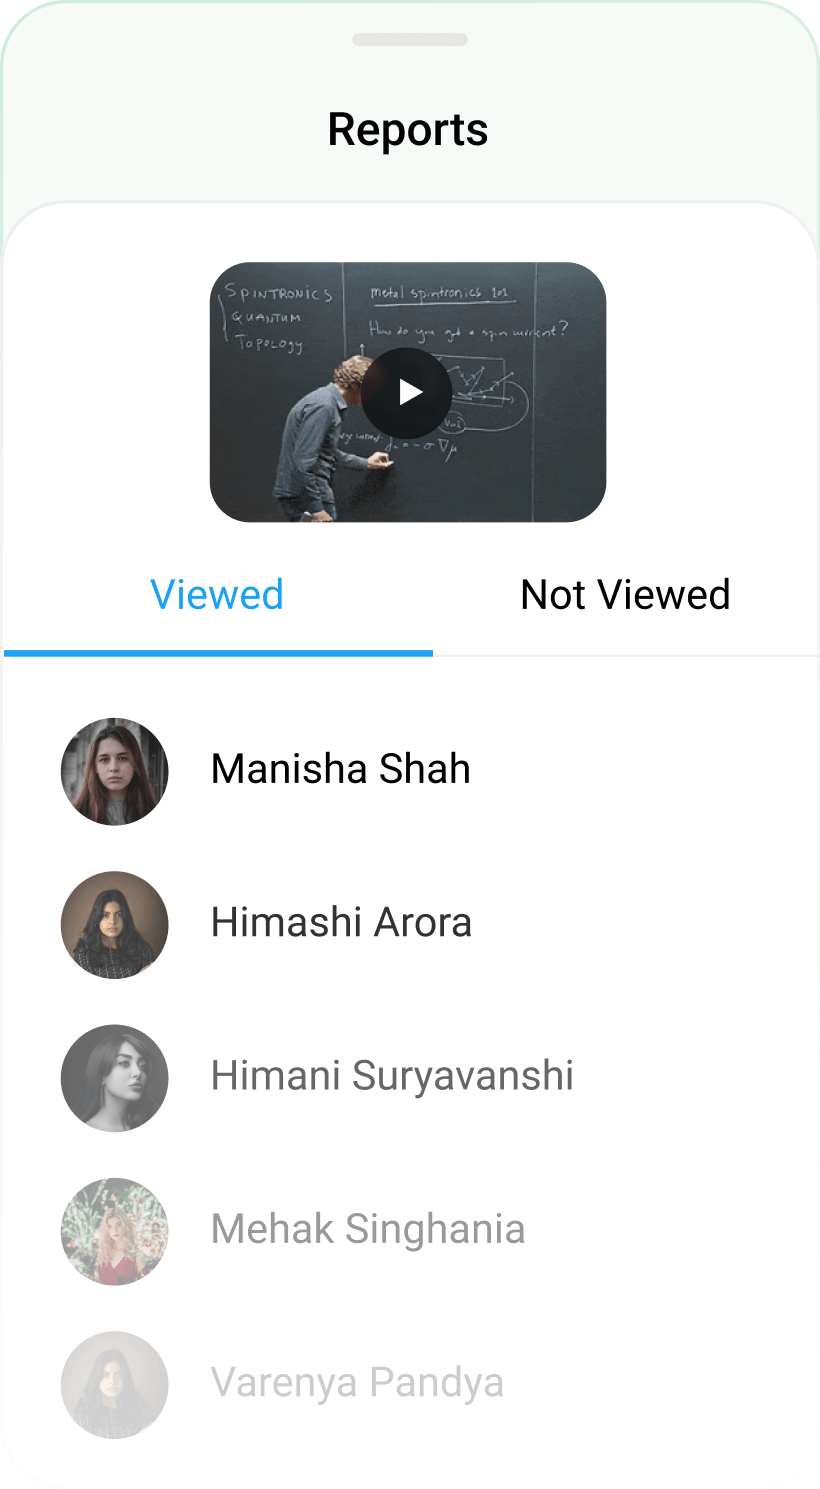 Reports
SPINTRONICS
QUANTUM
TOPOLOGY
metal spintronics 101
How do you get a spin current?
Viewed
Not Viewed
Manisha Shah
Himashi Arora
Himani Suryavanshi
Mehak Singhania
Varenya Pandya